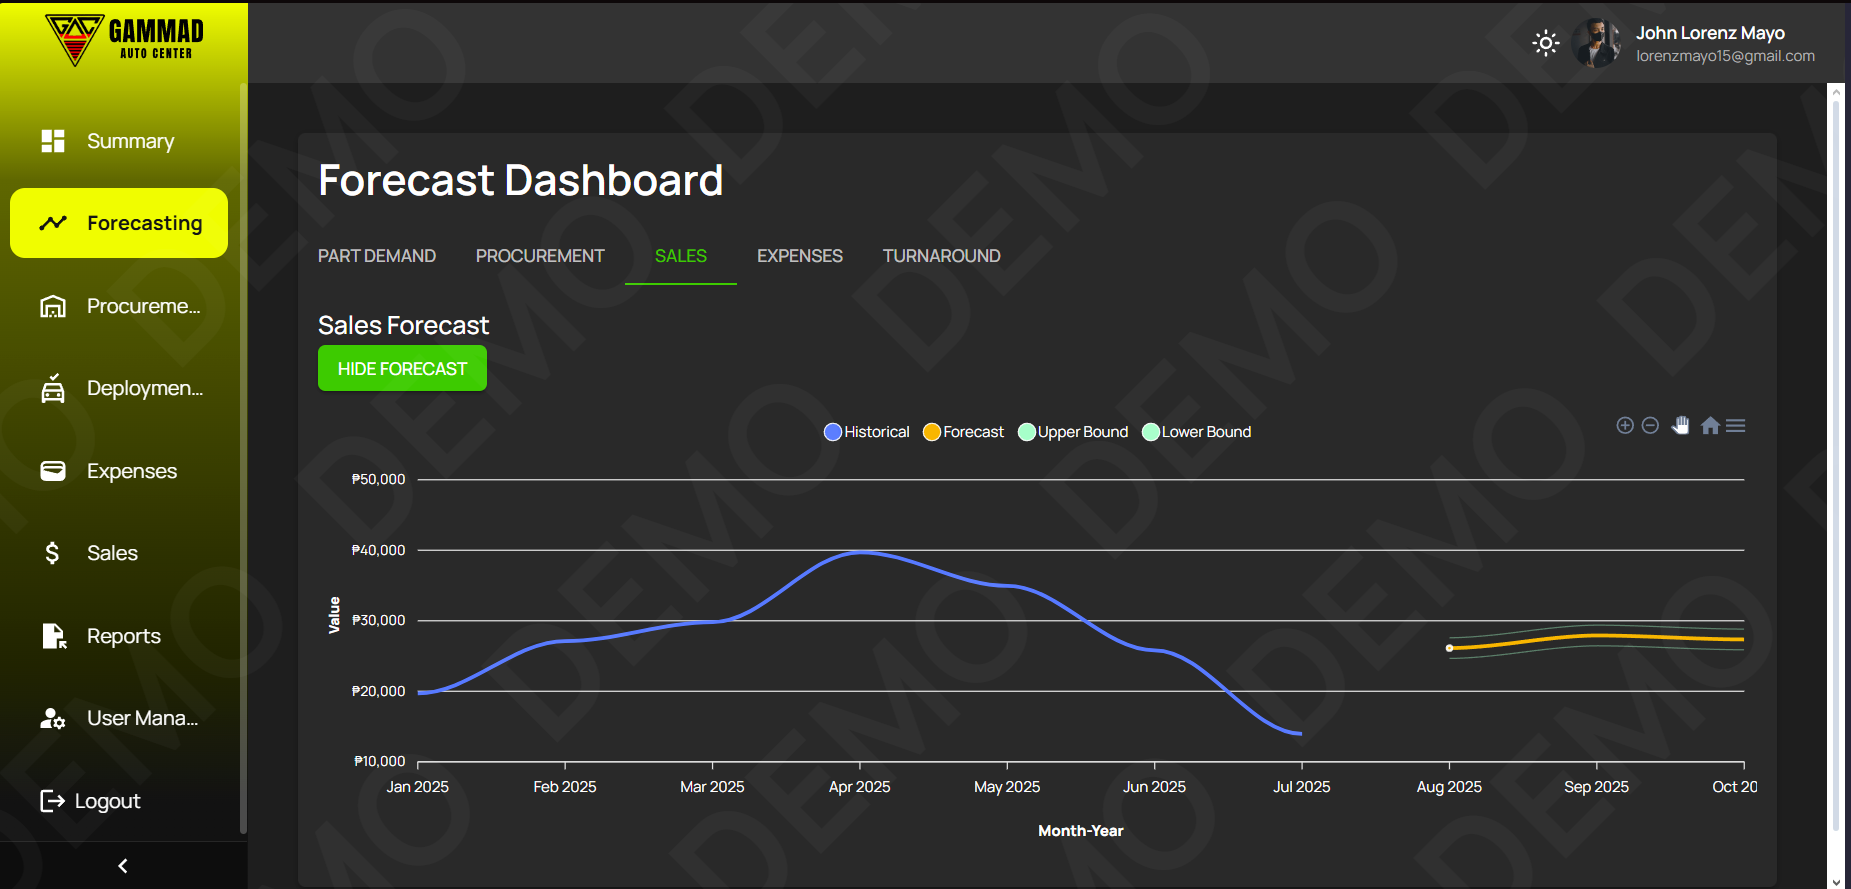 GAMMAD
AUTO CENTER
John Lorenz Mayo
lorenzmayo15@gmail.com
Summary
Forecasting
Procureme...
Deploymen...
Expenses
Sales
Reports
User Mana...
Logout
Forecast Dashboard
PART DEMAND PROCUREMENT SALES EXPENSES TURNAROUND
Sales Forecast
HIDE FORECAST
Historical Forecast Upper Bound Lower Bound
₱50,000
₱40,000
₱30,000
₱20,000
₱10,000
Value
Jan 2025 Feb 2025 Mar 2025 Apr 2025 May 2025 Jun 2025 Jul 2025 Aug 2025 Sep 2025 Oct 20
Month-Year
DEMO